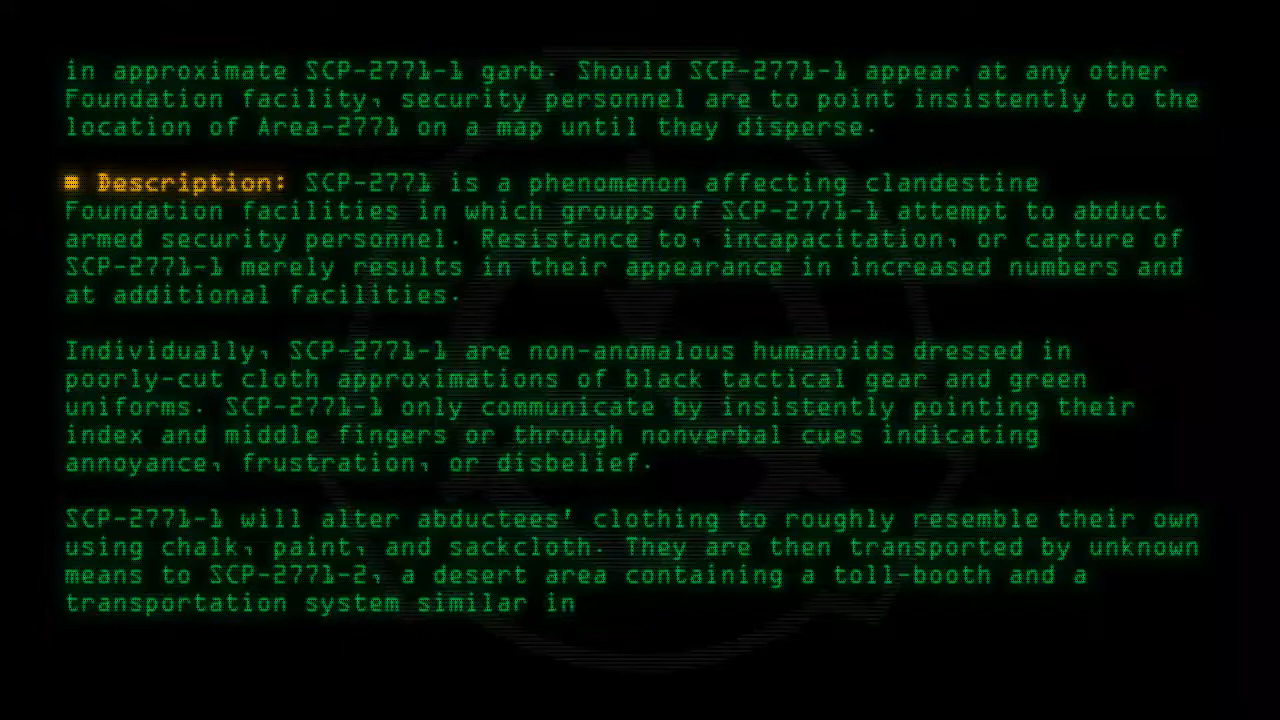 in approximate SCP-2771-1 garb. Should SCP-2771-1 appear at any other
Foundation facility, security personnel are to point insistently to the
location of Area-2771 on a map until they disperse.
■ Description: SCP-2771 is a phenomenon affecting clandestine
Foundation facilities in which groups of SCP-2771-1 attempt to abduct
armed security personnel. Resistance to, incapacitation, or capture of
SCP-2771-1 merely results in their appearance in increased numbers and
at additional facilities.
Individually, SCP-2771-1 are non-anomalous humanoids dressed in
poorly-cut cloth approximations of black tactical gear and green
uniforms. SCP-2771-1 only communicate by insistently pointing their
index and middle fingers or through nonverbal cues indicating
annoyance, frustration, or disbelief.
SCP-2771-1 will alter abductees' clothing to roughly resemble their own
using chalk, paint, and sackcloth. They are then transported by unknown
means to SCP-2771-2, a desert area containing a toll-booth and a
transportation system similar in